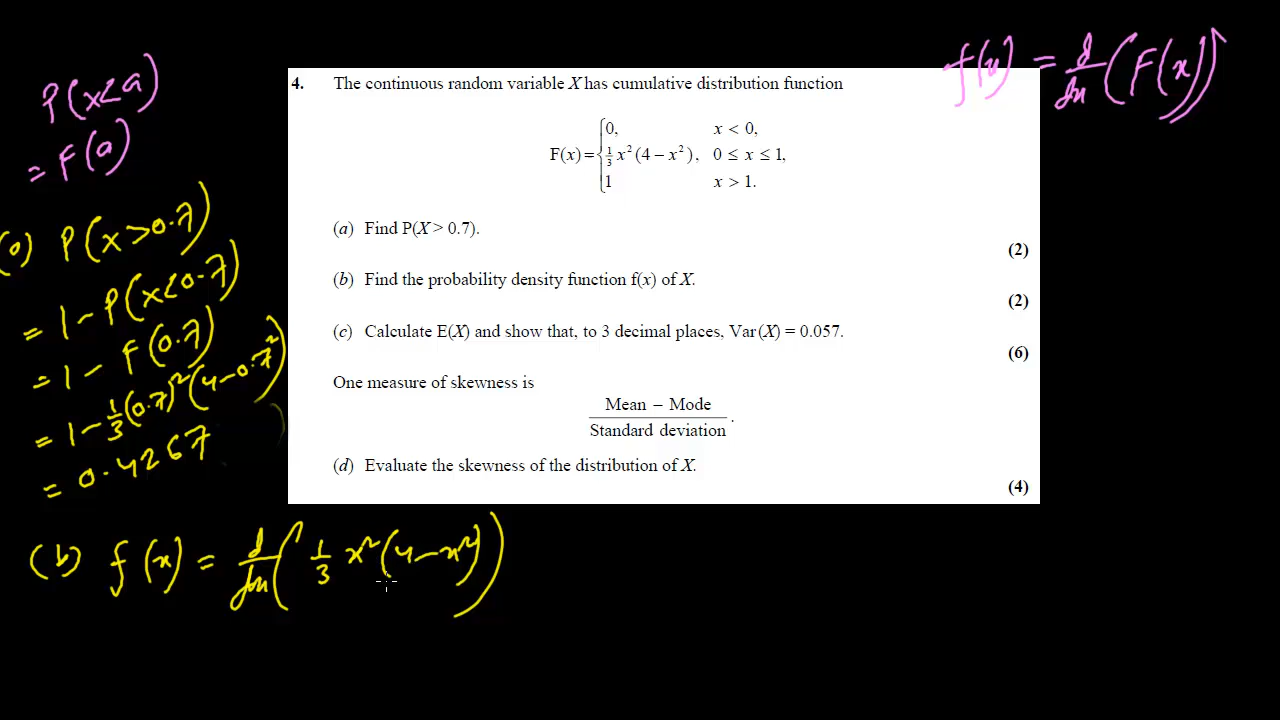 P(x<a)
= F(a)
f(x) = d/dx (F(x))
4. The continuous random variable X has cumulative distribution function
0, x < 0,
F(x) = { 1/3 x²(4 – x²), 0 ≤ x ≤ 1,
1 x > 1.
(a) Find P(X > 0.7).
(2)
(b) Find the probability density function f(x) of X.
(2)
(c) Calculate E(X) and show that, to 3 decimal places, Var (X) = 0.057.
(6)
One measure of skewness is
Mean – Mode
Standard deviation .
(d) Evaluate the skewness of the distribution of X.
(4)
(a) P(x>0.7)
= 1 – P(x<0.7)
= 1 – F(0.7)
= 1 – 1/3 (0.7)² (4 – 0.7²)
= 0.4267
(b) f(x) = d/dx ( 1/3 x² (4 – x²) )